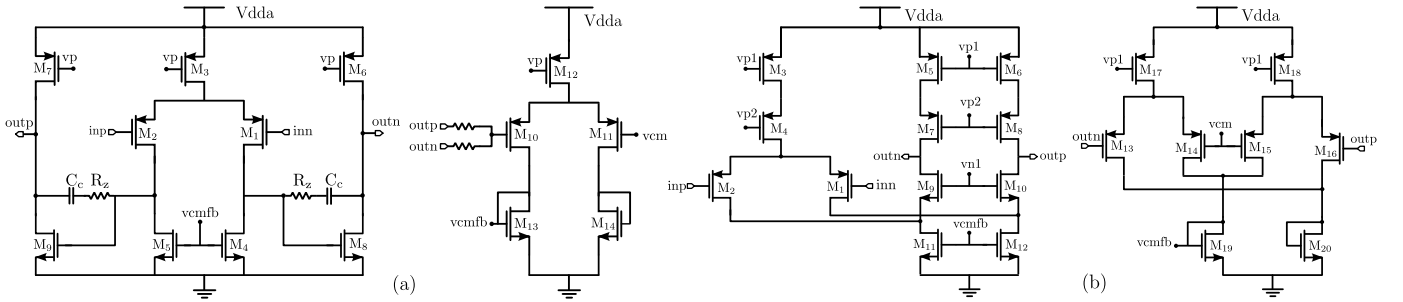 Vdda
vp
M7
vp
M3
vp
M6
outp
inp
M2
M1
inn
outn
Cc
Rz
Rz
Cc
vcmfb
M9
M5
M4
M8
(a)
Vdda
vp
M12
outp
outn
M10
M11
vcm
vcmfb
M13
M14
Vdda
vp1
M3
vp2
M4
inp
M2
M1
inn
vp1
M5
M6
vp2
M7
M8
outn
outp
vn1
M9
M10
vcmfb
M11
M12
(b)
Vdda
vp1
M17
vp1
M18
outn
M13
vcm
M14
M15
M16
outp
vcmfb
M19
M20